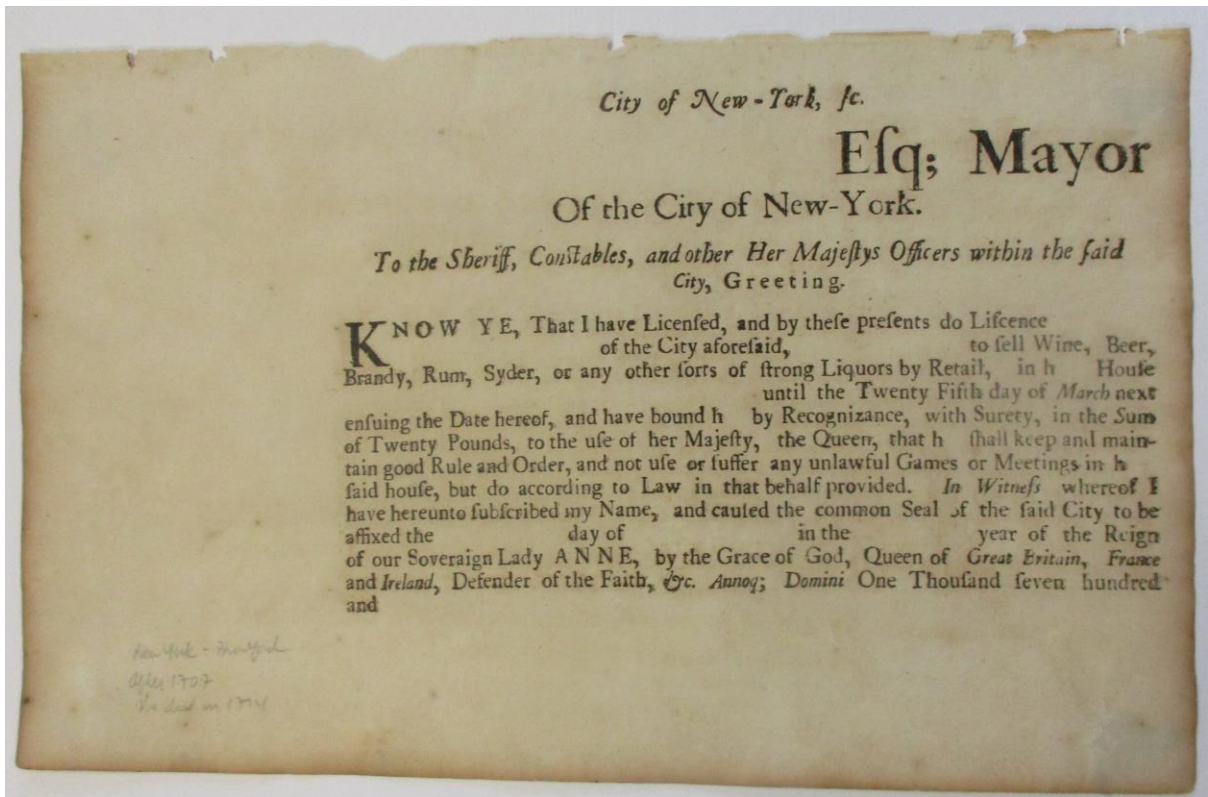 City of New-York, ſc.
Eſq; Mayor
Of the City of New-York.
To the Sheriff, Conſtables, and other Her Majeſtys Officers within the ſaid
City, Greeting.
KNOW YE, That I have Licenſed, and by theſe preſents do Liſcence
of the City aforeſaid, to ſell Wine, Beer,
Brandy, Rum, Syder, or any other ſorts of ſtrong Liquors by Retail, in h Houſe
until the Twenty Fifth day of March next
enſuing the Date hereof, and have bound h by Recognizance, with Surety, in the Sum
of Twenty Pounds, to the uſe of her Majeſty, the Queen, that h ſhall keep and main-
tain good Rule and Order, and not uſe or ſuffer any unlawful Games or Meetings in h
ſaid houſe, but do according to Law in that behalf provided. In Witneſs whereof I
have hereunto ſubſcribed my Name, and cauſed the common Seal of the ſaid City to be
affixed the day of in the year of the Reign
of our Soveraign Lady ANNE, by the Grace of God, Queen of Great Britain, France
and Ireland, Defender of the Faith, &c. Annoq; Domini One Thouſand ſeven hundred
and
New York - Bradford
After 1707
died in 1714